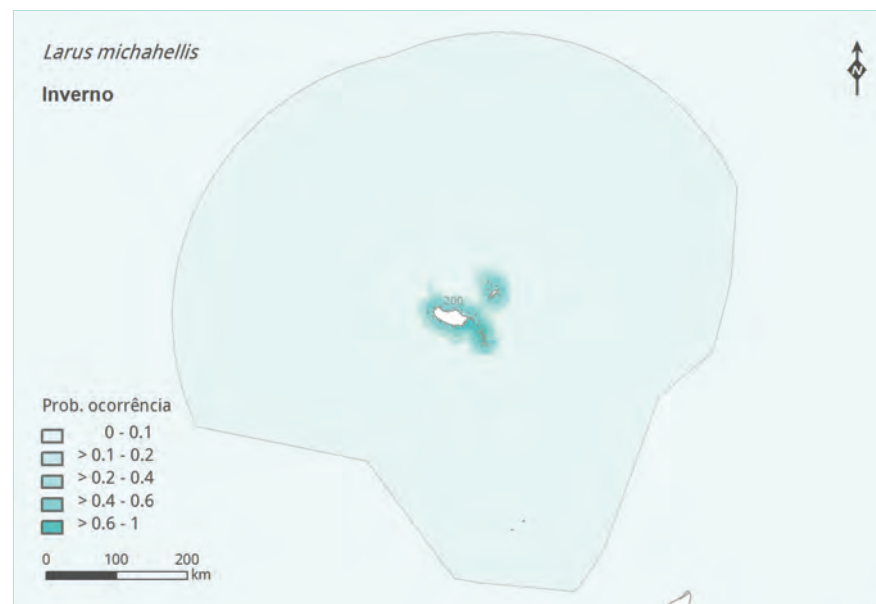 Larus michahellis
Inverno
N
200
Prob. ocorrência
0 - 0.1
> 0.1 - 0.2
> 0.2 - 0.4
> 0.4 - 0.6
> 0.6 - 1
0 100 200
km